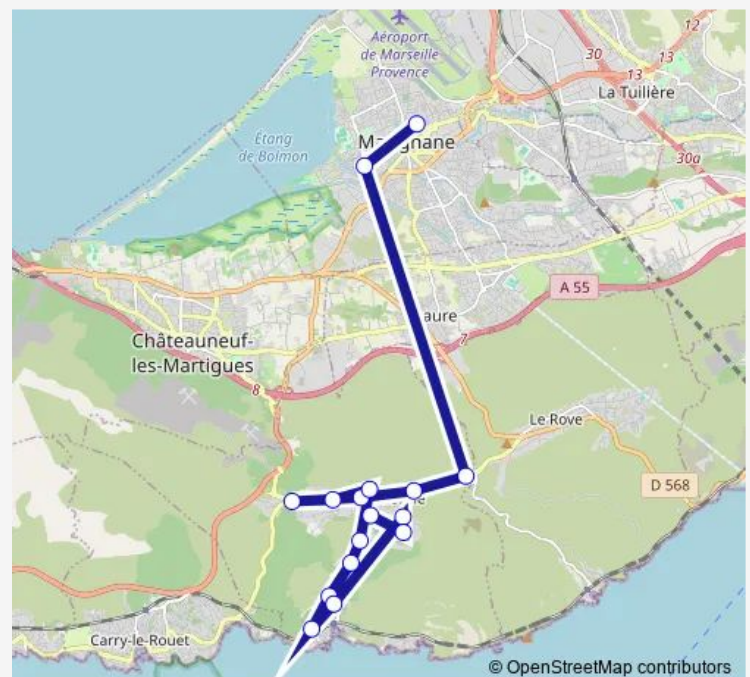 12
Aéroport
de Marseille
Provence
30
13
13
La Tuilière
Étang
de Bolmon
30a
A 55
aure
7
Châteauneuf-
les-Martigues
8
Le Rove
D 568
Carry-le-Rouet
© OpenStreetMap contributors